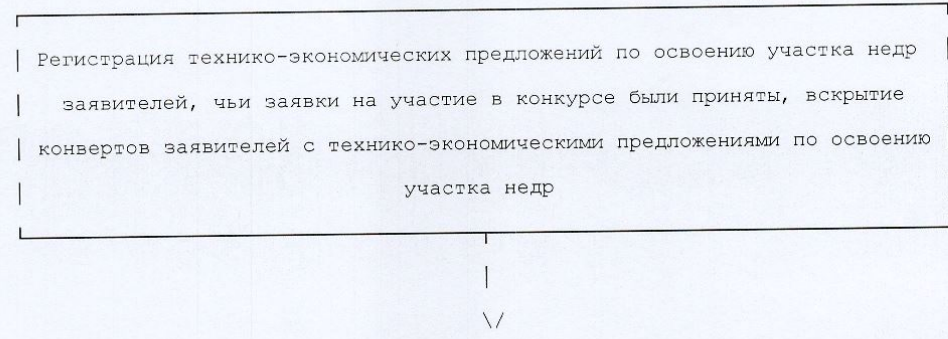 Регистрация технико-экономических предложений по освоению участка недр
заявителей, чьи заявки на участие в конкурсе были приняты, вскрытие
конвертов заявителей с технико-экономическими предложениями по освоению
участка недр